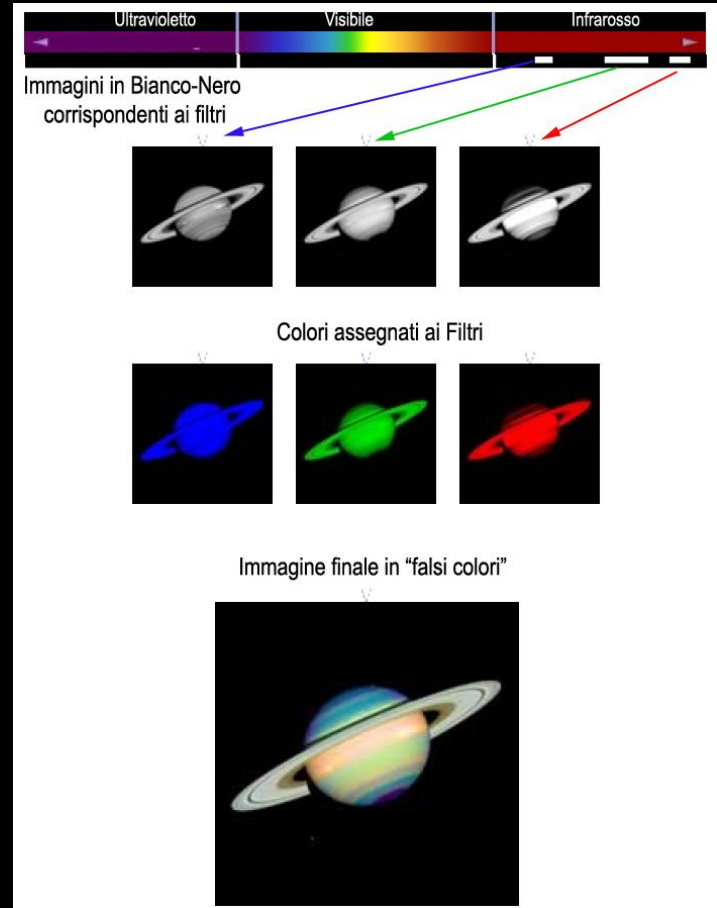 Ultravioletto Visibile Infrarosso
Immagini in Bianco-Nero
corrispondenti ai filtri
Colori assegnati ai Filtri
Immagine finale in “falsi colori”